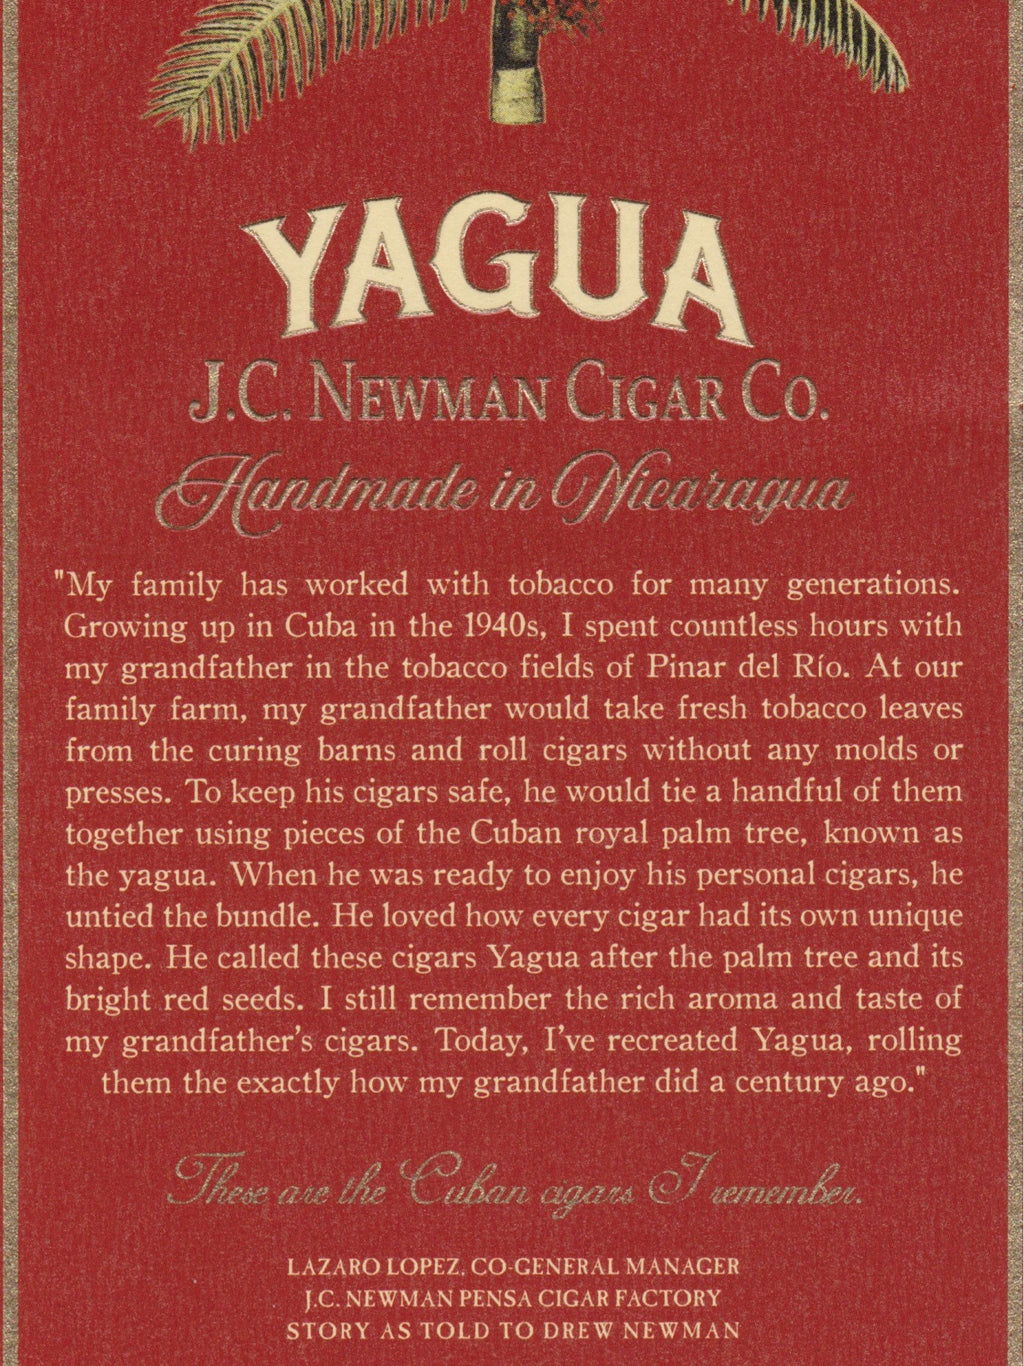 YAGUA
J.C. NEWMAN CIGAR CO.
Handmade in Nicaragua
"My family has worked with tobacco for many generations.
Growing up in Cuba in the 1940s, I spent countless hours with
my grandfather in the tobacco fields of Pinar del Río. At our
family farm, my grandfather would take fresh tobacco leaves
from the curing barns and roll cigars without any molds or
presses. To keep his cigars safe, he would tie a handful of them
together using pieces of the Cuban royal palm tree, known as
the yagua. When he was ready to enjoy his personal cigars, he
untied the bundle. He loved how every cigar had its own unique
shape. He called these cigars Yagua after the palm tree and its
bright red seeds. I still remember the rich aroma and taste of
my grandfather's cigars. Today, I've recreated Yagua, rolling
them the exactly how my grandfather did a century ago."
These are the Cuban cigars I remember.
LAZARO LOPEZ, CO-GENERAL MANAGER
J.C. NEWMAN PENSA CIGAR FACTORY
STORY AS TOLD TO DREW NEWMAN